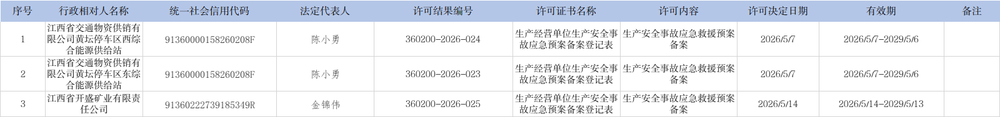 序号 行政相对人名称 统一社会信用代码 法定代表人 许可结果编号 许可证书名称 许可内容 许可决定日期 有效期 备注
江西省交通物资供销有
1 限公司黄坛停车区西综 91360000158260208F 陈小勇 360200-2026-024 生产经营单位生产安全事 生产安全事故应急救援预案 2026/5/7 2026/5/7-2029/5/6
合能源供给站 故应急预案备案登记表 备案
江西省交通物资供销有
2 限公司黄坛停车区东综 91360000158260208F 陈小勇 360200-2026-023 生产经营单位生产安全事 生产安全事故应急救援预案 2026/5/7 2026/5/7-2029/5/6
合能源供给站 故应急预案备案登记表 备案
3 江西省开盛矿业有限责 91360222739185349R 金锦伟 360200-2026-025 生产经营单位生产安全事 生产安全事故应急救援预案 2026/5/14 2026/5/14-2029/5/13
任公司 故应急预案备案登记表 备案